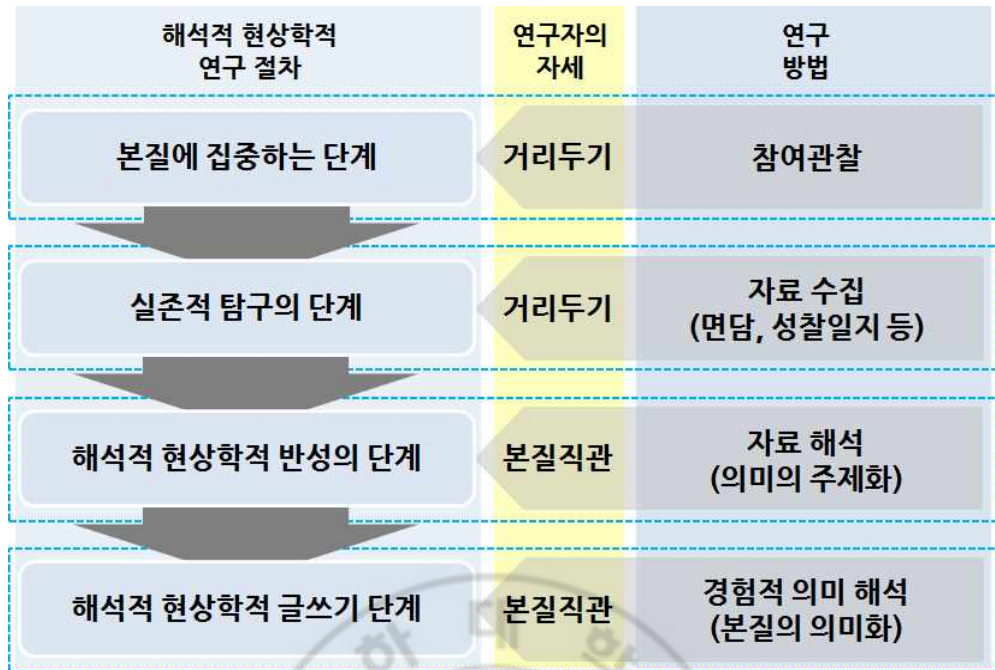 해석적 현상학적
연구 절차
연구자의
자세
연구
방법
본질에 집중하는 단계
거리두기
참여관찰
실존적 탐구의 단계
거리두기
자료 수집
(면담, 성찰일지 등)
해석적 현상학적 반성의 단계
본질직관
자료 해석
(의미의 주제화)
해석적 현상학적 글쓰기 단계
본질직관
경험적 의미 해석
(본질의 의미화)
하 대 학